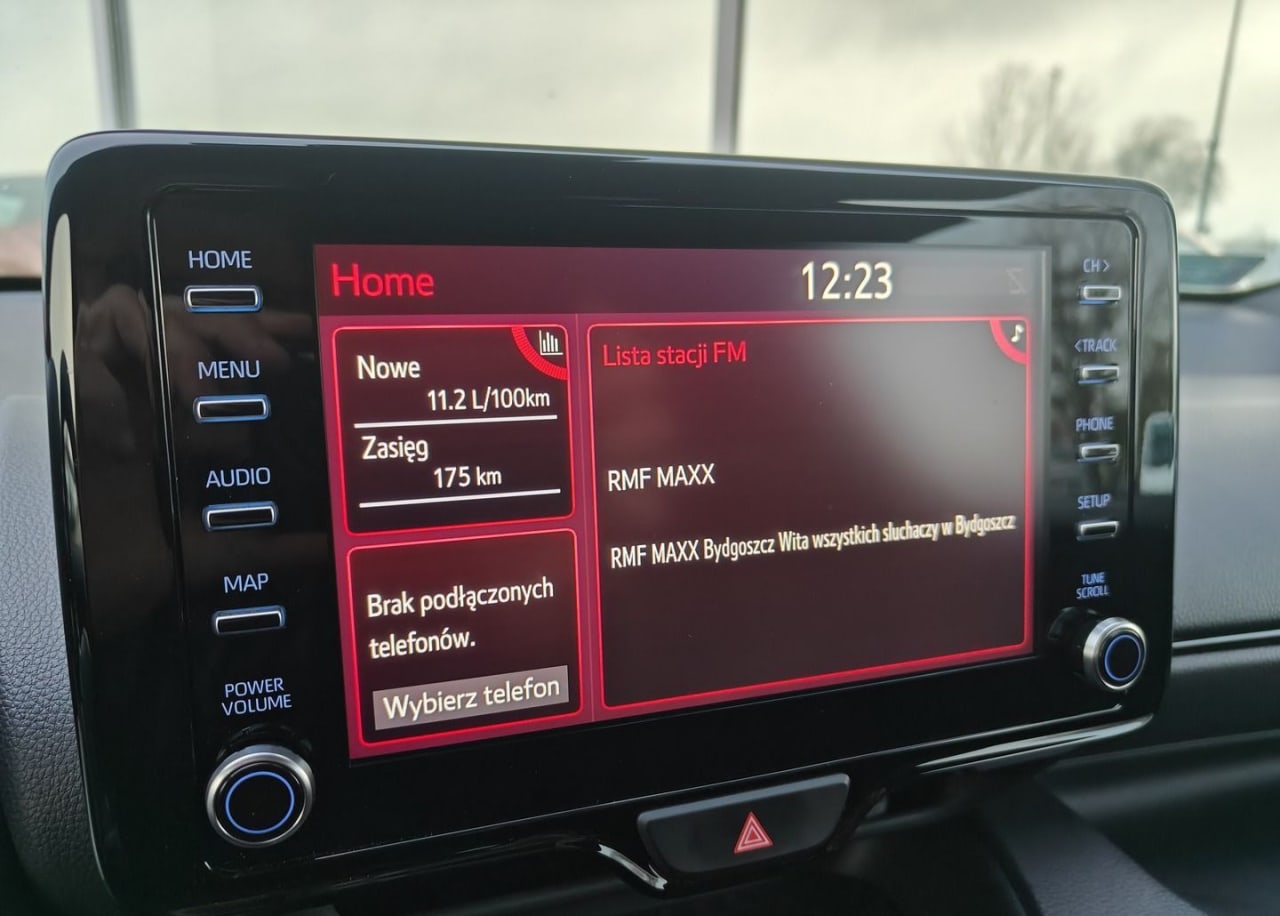 HOME
MENU
AUDIO
MAP
POWER
VOLUME
Home
12:23
Nowe
11.2 L/100km
Zasięg
175 km
Brak podłączonych
telefonów.
Wybierz telefon
Lista stacji FM
RMF MAXX
RMF MAXX Bydgoszcz Wita wszystkich sluchaczy w Bydgoszcz
CH >
< TRACK
PHONE
SETUP
TUNE
SCROLL